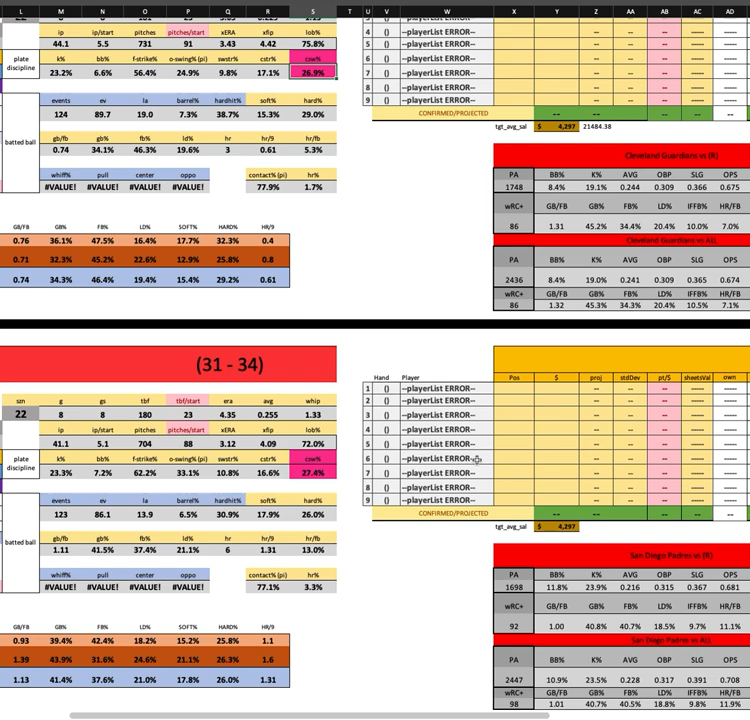 L M N O P Q R S T U V W X Y Z AA AB AC AD
ip ip/start pitches pitches/start xERA xFIP lob%
44.1 5.5 731 91 3.43 4.42 75.8%
plate discipline k% bb% f-strike% o-swing% (pi) swstr% cstr% csw%
23.2% 6.6% 56.4% 24.9% 9.8% 17.1% 26.9%
events ev la barrel% hardhit% soft% hard%
124 89.7 19.0 7.3% 38.7% 15.3% 29.0%
batted ball gb/fb gb% fb% ld% hr hr/9 hr/fb
0.74 34.1% 46.3% 19.6% 3 0.61 5.3%
whiff% pull center oppo contact% (pi) hr%
#VALUE! #VALUE! #VALUE! #VALUE! 77.9% 1.7%
GB/FB GB% FB% LD% SOFT% HARD% HR/9
0.76 36.1% 47.5% 16.4% 17.7% 32.3% 0.4
0.71 32.3% 45.2% 22.6% 12.9% 25.8% 0.8
0.74 34.3% 46.4% 19.4% 15.4% 29.2% 0.61
4 () --playerList ERROR-- -- -- -- -- -- --
5 () --playerList ERROR-- -- -- -- -- -- --
6 () --playerList ERROR-- -- -- -- -- -- --
7 () --playerList ERROR-- -- -- -- -- -- --
8 () --playerList ERROR-- -- -- -- -- -- --
9 () --playerList ERROR-- -- -- -- -- -- --
CONFIRMED/PROJECTED -- -- --
tgt_avg_sal $ 4,297 21484.38
Cleveland Guardians vs (R)
PA BB% K% AVG OBP SLG OPS
1748 8.4% 19.1% 0.244 0.309 0.366 0.675
wRC+ GB/FB GB% FB% LD% IFFB% HR/FB
86 1.31 45.2% 34.4% 20.4% 10.0% 7.0%
Cleveland Guardians vs ALL
PA BB% K% AVG OBP SLG OPS
2436 8.4% 19.0% 0.241 0.309 0.365 0.674
wRC+ GB/FB GB% FB% LD% IFFB% HR/FB
86 1.32 45.3% 34.3% 20.4% 10.5% 7.1%
(31 - 34)
szn g gs tbf tbf/start era avg whip
22 8 8 180 23 4.35 0.255 1.33
ip ip/start pitches pitches/start xERA xFIP lob%
41.1 5.1 704 88 3.12 4.09 72.0%
plate discipline k% bb% f-strike% o-swing% (pi) swstr% cstr% csw%
23.3% 7.2% 62.2% 33.1% 10.8% 16.6% 27.4%
events ev la barrel% hardhit% soft% hard%
123 86.1 13.9 6.5% 30.9% 17.9% 26.0%
batted ball gb/fb gb% fb% ld% hr hr/9 hr/fb
1.11 41.5% 37.4% 21.1% 6 1.31 13.0%
whiff% pull center oppo contact% (pi) hr%
#VALUE! #VALUE! #VALUE! #VALUE! 77.1% 3.3%
GB/FB GB% FB% LD% SOFT% HARD% HR/9
0.93 39.4% 42.4% 18.2% 15.2% 25.8% 1.1
1.39 43.9% 31.6% 24.6% 21.1% 26.3% 1.6
1.13 41.4% 37.6% 21.0% 17.8% 26.0% 1.31
Hand Player Pos $ proj stdDev pt/$ sheetsVal own
1 () --playerList ERROR-- -- -- -- -- -- --
2 () --playerList ERROR-- -- -- -- -- -- --
3 () --playerList ERROR-- -- -- -- -- -- --
4 () --playerList ERROR-- -- -- -- -- -- --
5 () --playerList ERROR-- -- -- -- -- -- --
6 () --playerList ERROR-- -- -- -- -- -- --
7 () --playerList ERROR-- -- -- -- -- -- --
8 () --playerList ERROR-- -- -- -- -- -- --
9 () --playerList ERROR-- -- -- -- -- -- --
CONFIRMED/PROJECTED -- -- --
tgt_avg_sal $ 4,297
San Diego Padres vs (R)
PA BB% K% AVG OBP SLG OPS
1698 11.8% 23.9% 0.216 0.315 0.367 0.681
wRC+ GB/FB GB% FB% LD% IFFB% HR/FB
92 1.00 40.8% 40.7% 18.5% 9.7% 11.1%
San Diego Padres vs ALL
PA BB% K% AVG OBP SLG OPS
2447 10.9% 23.5% 0.228 0.317 0.391 0.708
wRC+ GB/FB GB% FB% LD% IFFB% HR/FB
98 1.01 40.7% 40.5% 18.8% 9.8% 11.9%